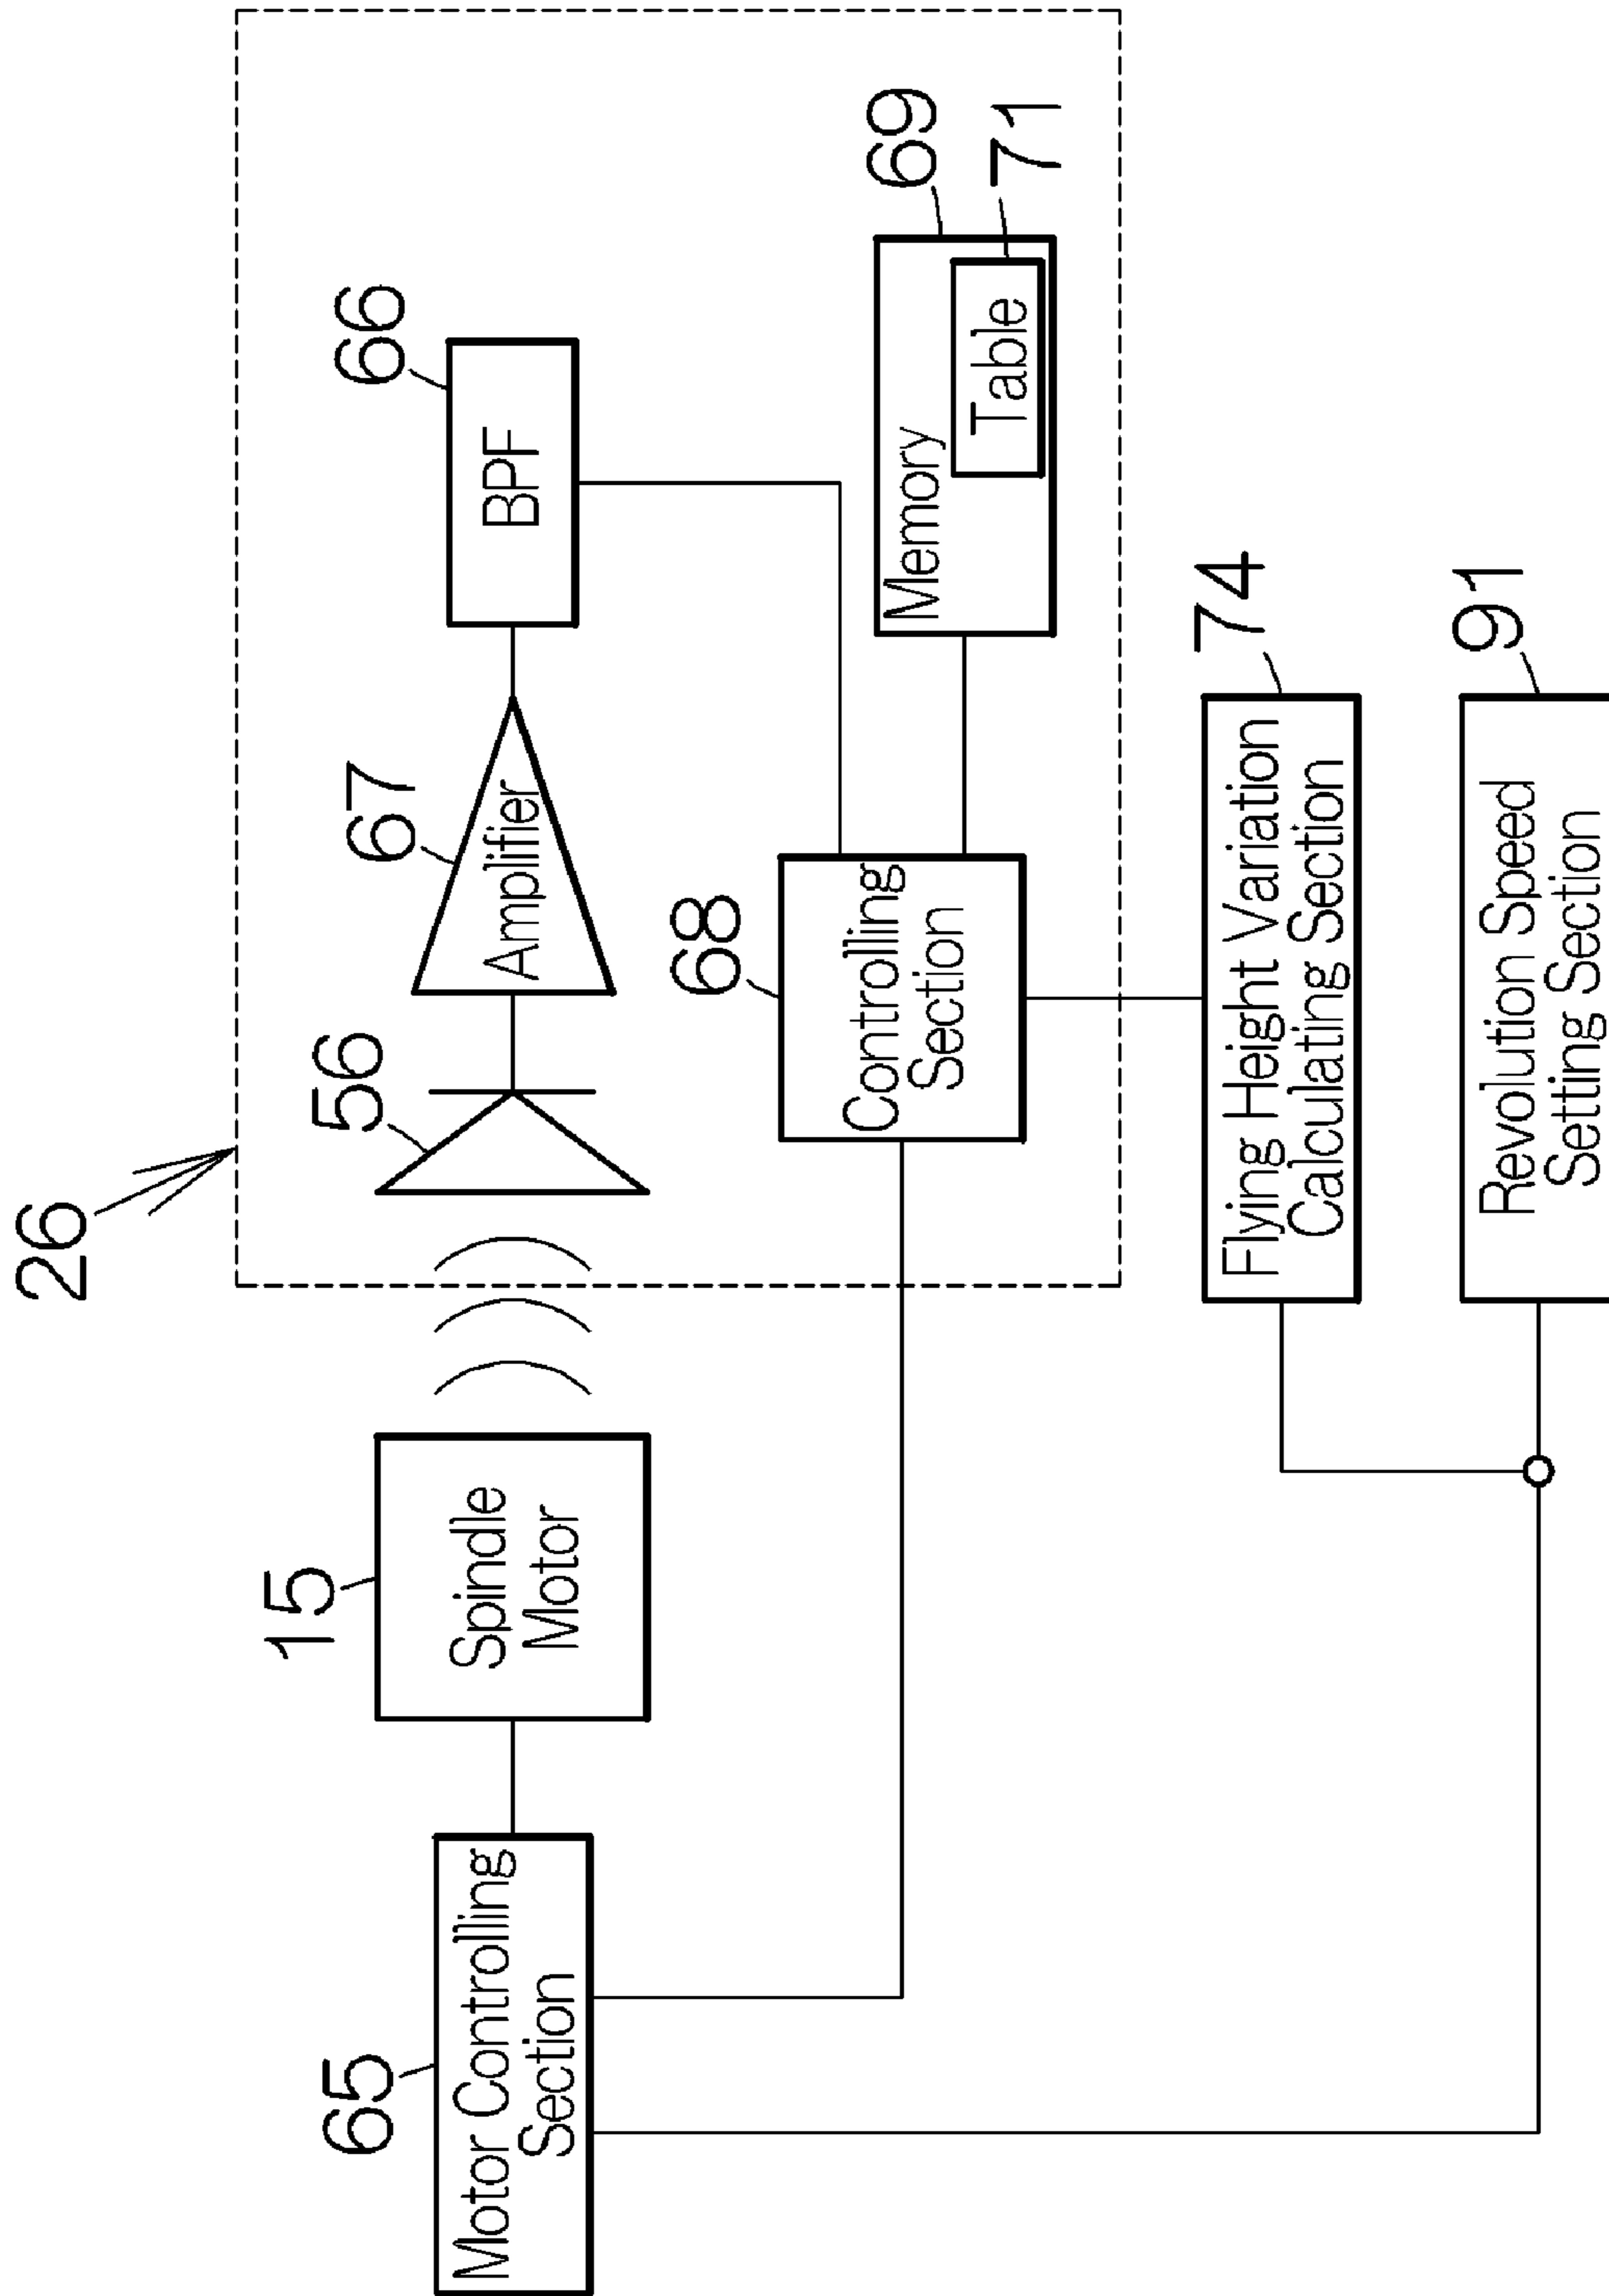 26
65
Motor Controlling
Section
15
Spindle
Motor
56
67
Amplifier
66
BPF
68
Controlling
Section
69
Memory
71
Table
74
Flying Height Variation
Calculating Section
91
Revolution Speed
Setting Section